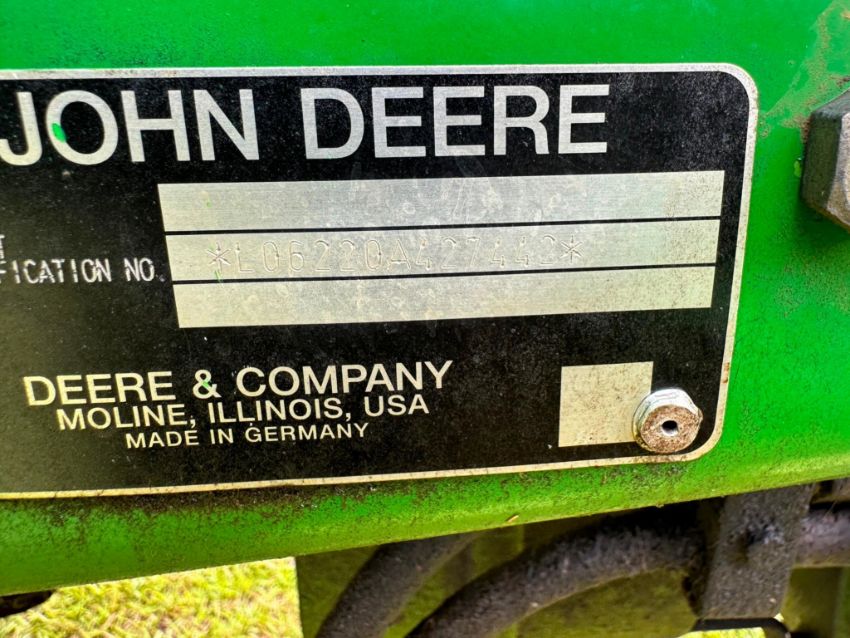 JOHN DEERE
FICATION NO.
*L06220A427442*
DEERE & COMPANY
MOLINE, ILLINOIS, USA
MADE IN GERMANY